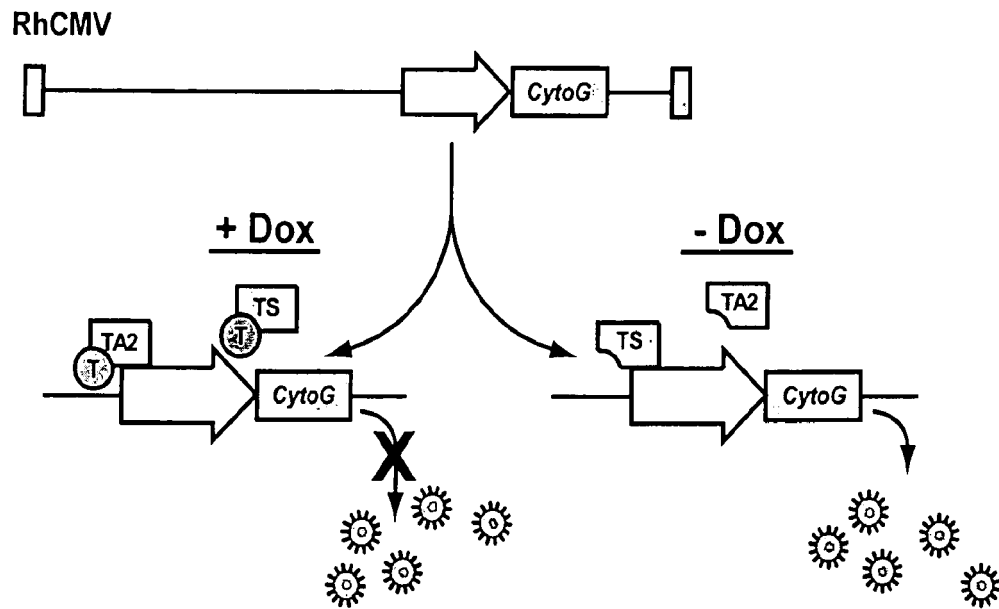 RhCMV
CytoG
+ Dox
- Dox
TS
T
TA2
T
CytoG
X
TA2
TS
CytoG